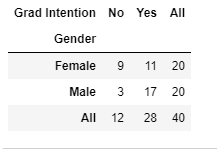 Grad Intention No Yes All
Gender
Female 9 11 20
Male 3 17 20
All 12 28 40